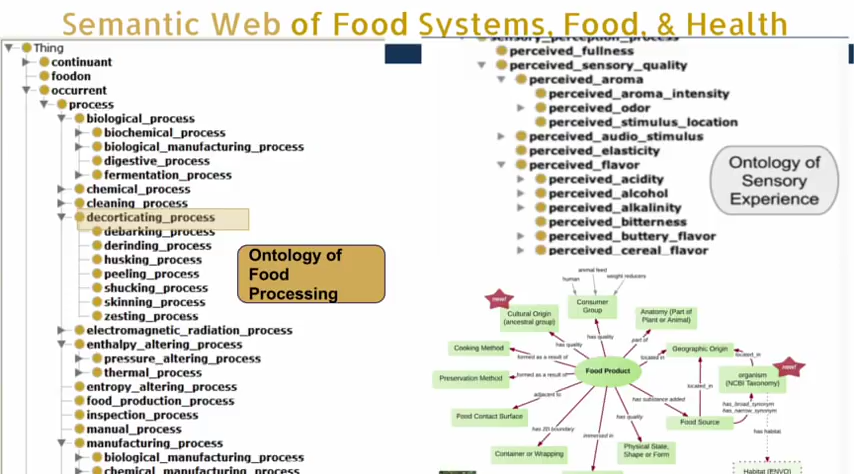 Semantic Web of Food Systems, Food, & Health
Thing
continuant
foodon
occurrent
process
biological_process
biochemical_process
biological_manufacturing_process
digestive_process
fermentation_process
chemical_process
cleaning_process
decorticating_process
debarking_process
derinding_process
husking_process
peeling_process
shucking_process
skinning_process
zesting_process
electromagnetic_radiation_process
enthalpy_altering_process
pressure_altering_process
thermal_process
entropy_altering_process
food_production_process
inspection_process
manual_process
manufacturing_process
biological_manufacturing_process
chemical_manufacturing_process
Ontology of
Food
Processing
sensory_perception_process
perceived_fullness
perceived_sensory_quality
perceived_aroma
perceived_aroma_intensity
perceived_odor
perceived_stimulus_location
perceived_audio_stimulus
perceived_elasticity
perceived_flavor
perceived_acidity
perceived_alcohol
perceived_alkalinity
perceived_bitterness
perceived_buttery_flavor
perceived_cereal_flavor
Ontology of
Sensory
Experience
animal feed
human
weight reducers
new!
Cultural Origin
(ancestral group)
Consumer
Group
Anatomy (Part of
Plant or Animal)
has quality
has quality
part of
Cooking Method
formed as a result of
located in
Geographic Origin
located_in
new!
Preservation Method
formed as a result of
Food Product
organism
(NCBI Taxonomy)
located_in
adjacent to
has substance added
has_broad_synonym
has_narrow_synonym
Food Contact Surface
has quality
Food Source
has 2D boundary
immersed in
has habitat
Container or Wrapping
Physical State,
Shape or Form
Habitat (ENVO)